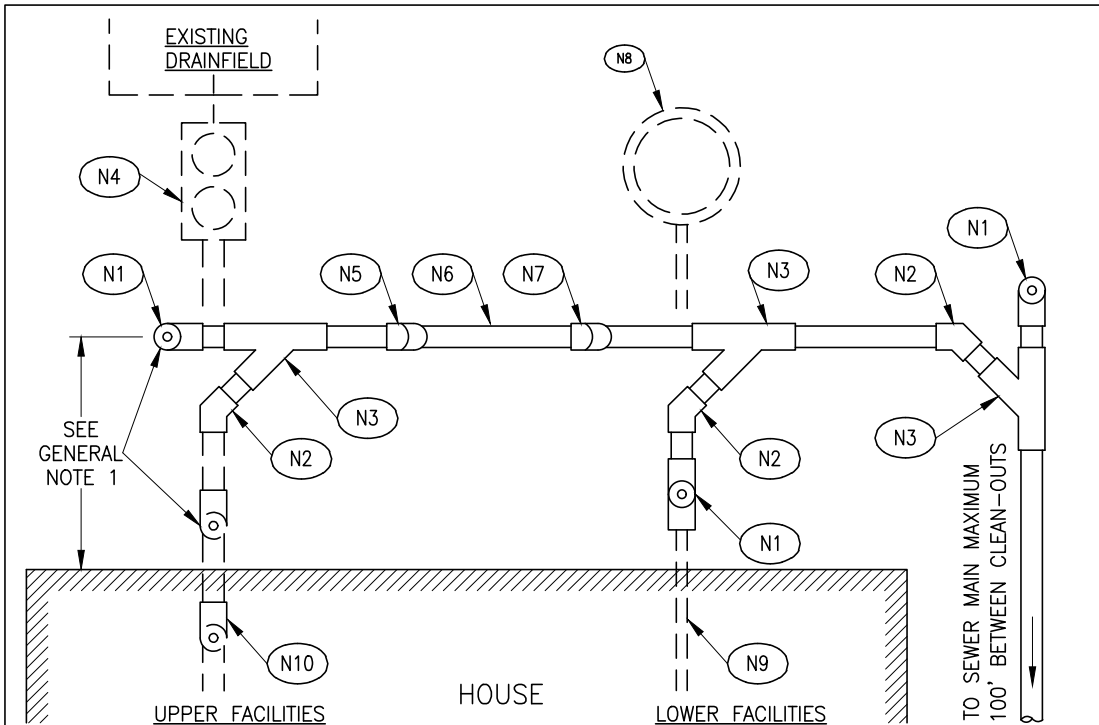 EXISTING
DRAINFIELD
N8
N4
N1
N1
N5
N6
N7
N3
N2
SEE
GENERAL
NOTE 1
N3
N2
N2
N3
N1
N10
N9
HOUSE
UPPER FACILITIES
LOWER FACILITIES
TO SEWER MAIN MAXIMUM
100' BETWEEN CLEAN-OUTS